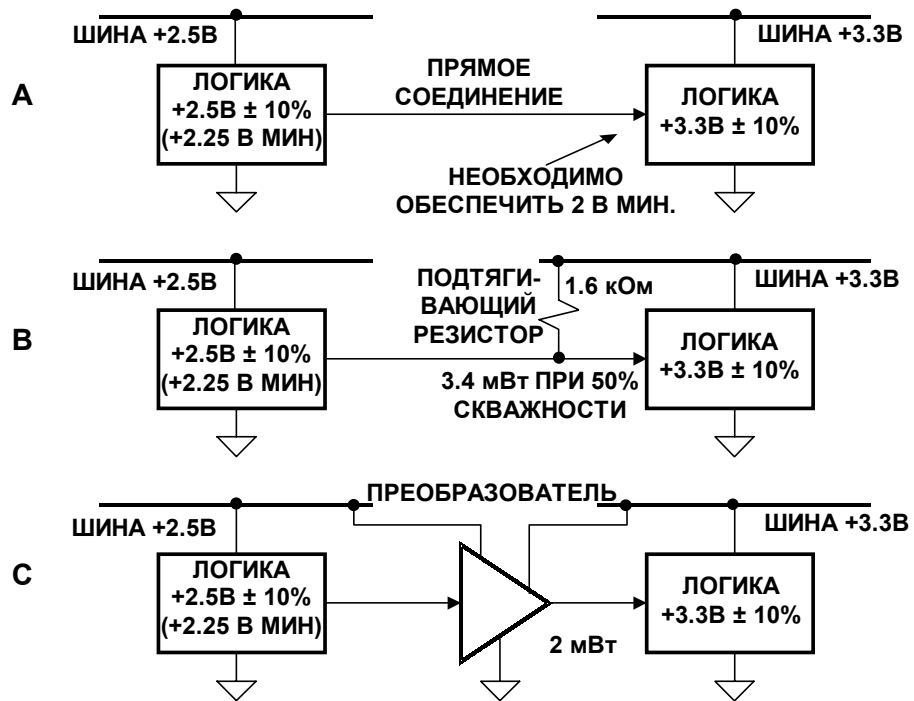 ШИНА +2.5В
ШИНА +3.3В
А
ЛОГИКА
+2.5В ± 10%
(+2.25 В МИН)
ПРЯМОЕ
СОЕДИНЕНИЕ
ЛОГИКА
+3.3В ± 10%
НЕОБХОДИМО
ОБЕСПЕЧИТЬ 2 В МИН.
ШИНА +2.5В
ШИНА +3.3В
В
ЛОГИКА
+2.5В ± 10%
(+2.25 В МИН)
ПОДТЯГИ-
ВАЮЩИЙ
РЕЗИСТОР
1.6 кОм
ЛОГИКА
+3.3В ± 10%
3.4 мВт ПРИ 50%
СКВАЖНОСТИ
ПРЕОБРАЗОВАТЕЛЬ
ШИНА +2.5В
ШИНА +3.3В
С
ЛОГИКА
+2.5В ± 10%
(+2.25 В МИН)
2 мВт
ЛОГИКА
+3.3В ± 10%